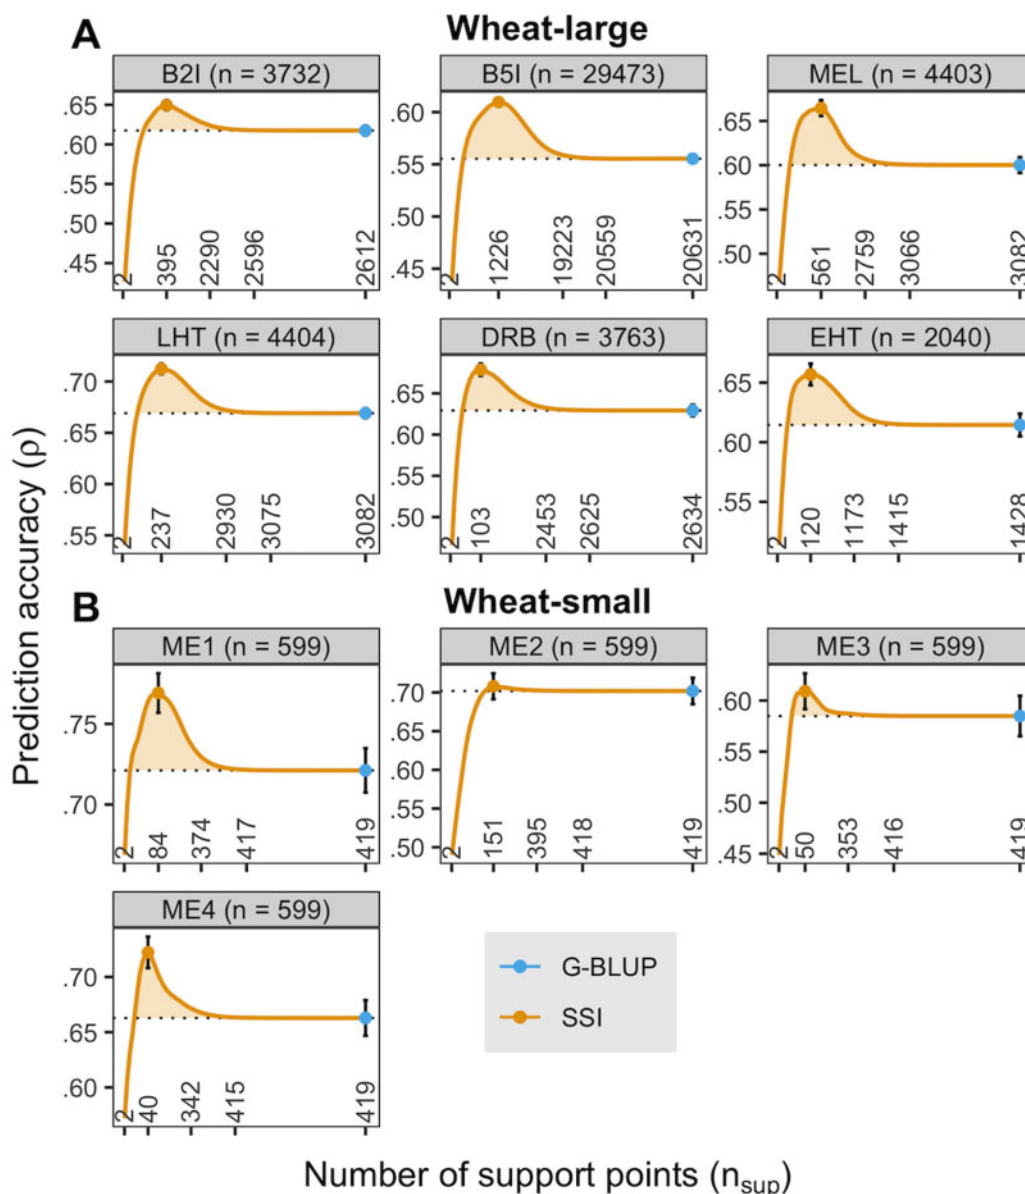 A Wheat-large
B2I (n = 3732) B5I (n = 29473) MEL (n = 4403)
.65 .60 .55 .50 .45
2 395 2290 2596 2612
.60 .55 .50 .45
2 1226 19223 20559 20631
.65 .60 .55 .50
2 561 2759 3066 3082
LHT (n = 4404) DRB (n = 3763) EHT (n = 2040)
.70 .65 .60 .55
2 237 2930 3075 3082
.65 .60 .55 .50
2 103 2453 2625 2634
.65 .60 .55
2 120 1173 1415 1428
Prediction accuracy (ρ)
B Wheat-small
ME1 (n = 599) ME2 (n = 599) ME3 (n = 599)
.75 .70
2 84 374 417 419
.70 .65 .60 .55 .50
2 151 395 418 419
.60 .55 .50 .45
2 50 353 416 419
ME4 (n = 599)
.70 .65 .60
2 40 342 415 419
G-BLUP
SSI
Number of support points (n_sup)